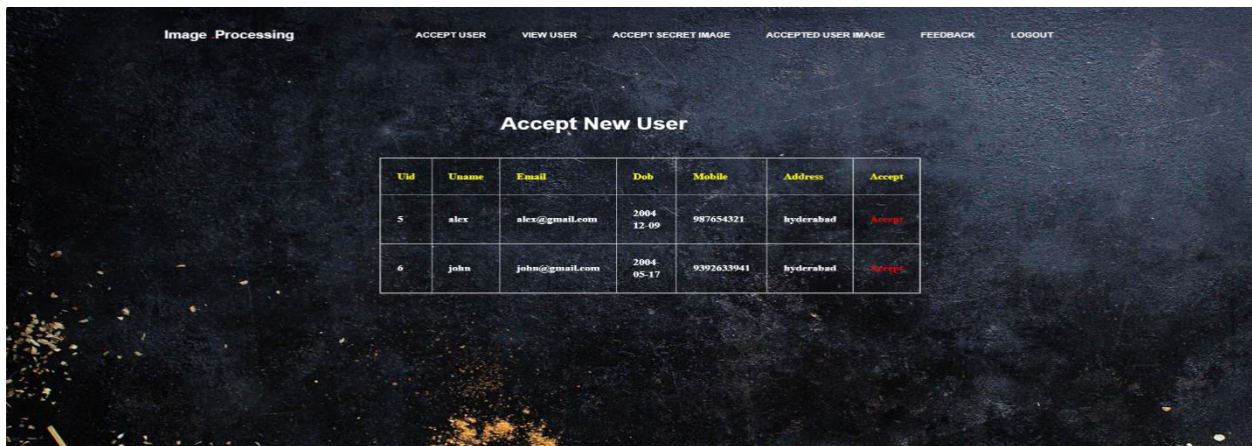 Image .Processing ACCEPT USER VIEW USER ACCEPT SECRET IMAGE ACCEPTED USER IMAGE FEEDBACK LOGOUT
Accept New User
Uid Uname Email Dob Mobile Address Accept
5 alex alex@gmail.com 2004-12-09 987654321 hyderabad Accept
6 john john@gmail.com 2004-05-17 9392633941 hyderabad Accept